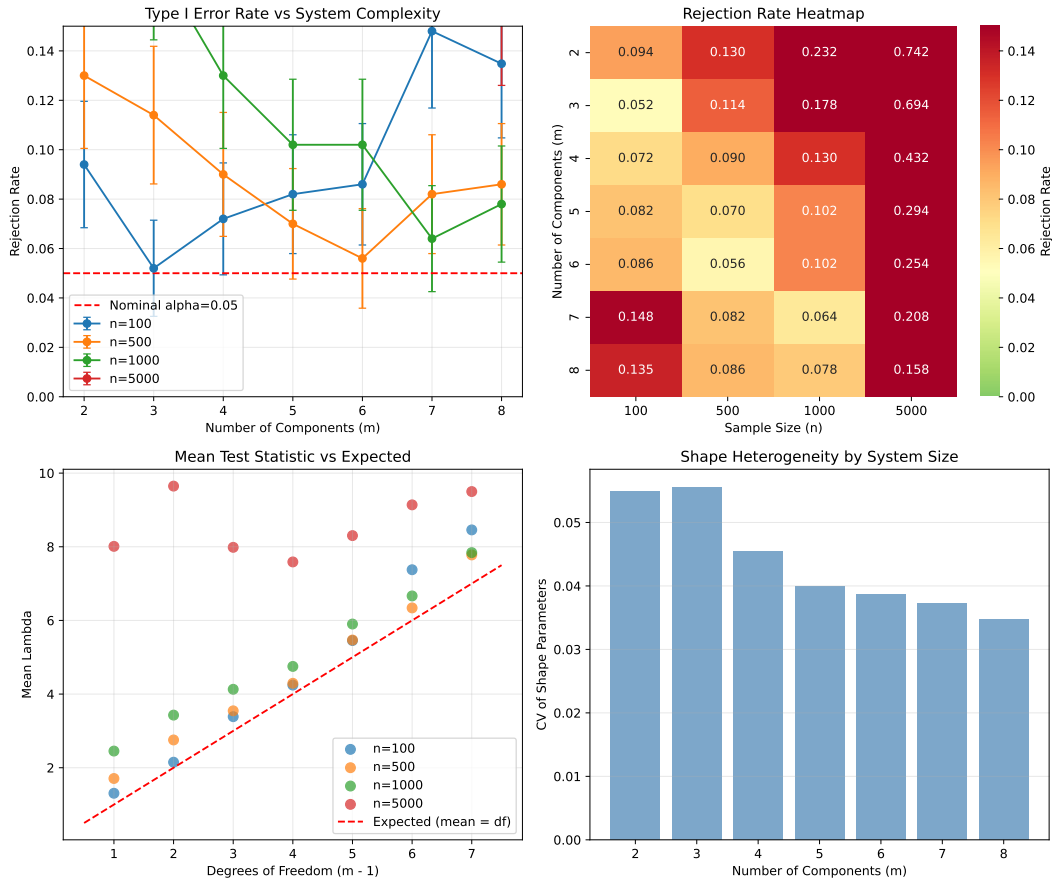 Type I Error Rate vs System Complexity
Rejection Rate
0.14
0.12
0.10
0.08
0.06
0.04
0.02
0.00
Nominal alpha=0.05
n=100
n=500
n=1000
n=5000
2 3 4 5 6 7 8
Number of Components (m)
Rejection Rate Heatmap
Number of Components (m)
2 0.094 0.130 0.232 0.742
3 0.052 0.114 0.178 0.694
4 0.072 0.090 0.130 0.432
5 0.082 0.070 0.102 0.294
6 0.086 0.056 0.102 0.254
7 0.148 0.082 0.064 0.208
8 0.135 0.086 0.078 0.158
100 500 1000 5000
Sample Size (n)
0.14
0.12
0.10
0.08
0.06
0.04
0.02
0.00
Rejection Rate
Mean Test Statistic vs Expected
Mean Lambda
10
8
6
4
2
n=100
n=500
n=1000
n=5000
Expected (mean = df)
1 2 3 4 5 6 7
Degrees of Freedom (m - 1)
Shape Heterogeneity by System Size
CV of Shape Parameters
0.05
0.04
0.03
0.02
0.01
0.00
2 3 4 5 6 7 8
Number of Components (m)